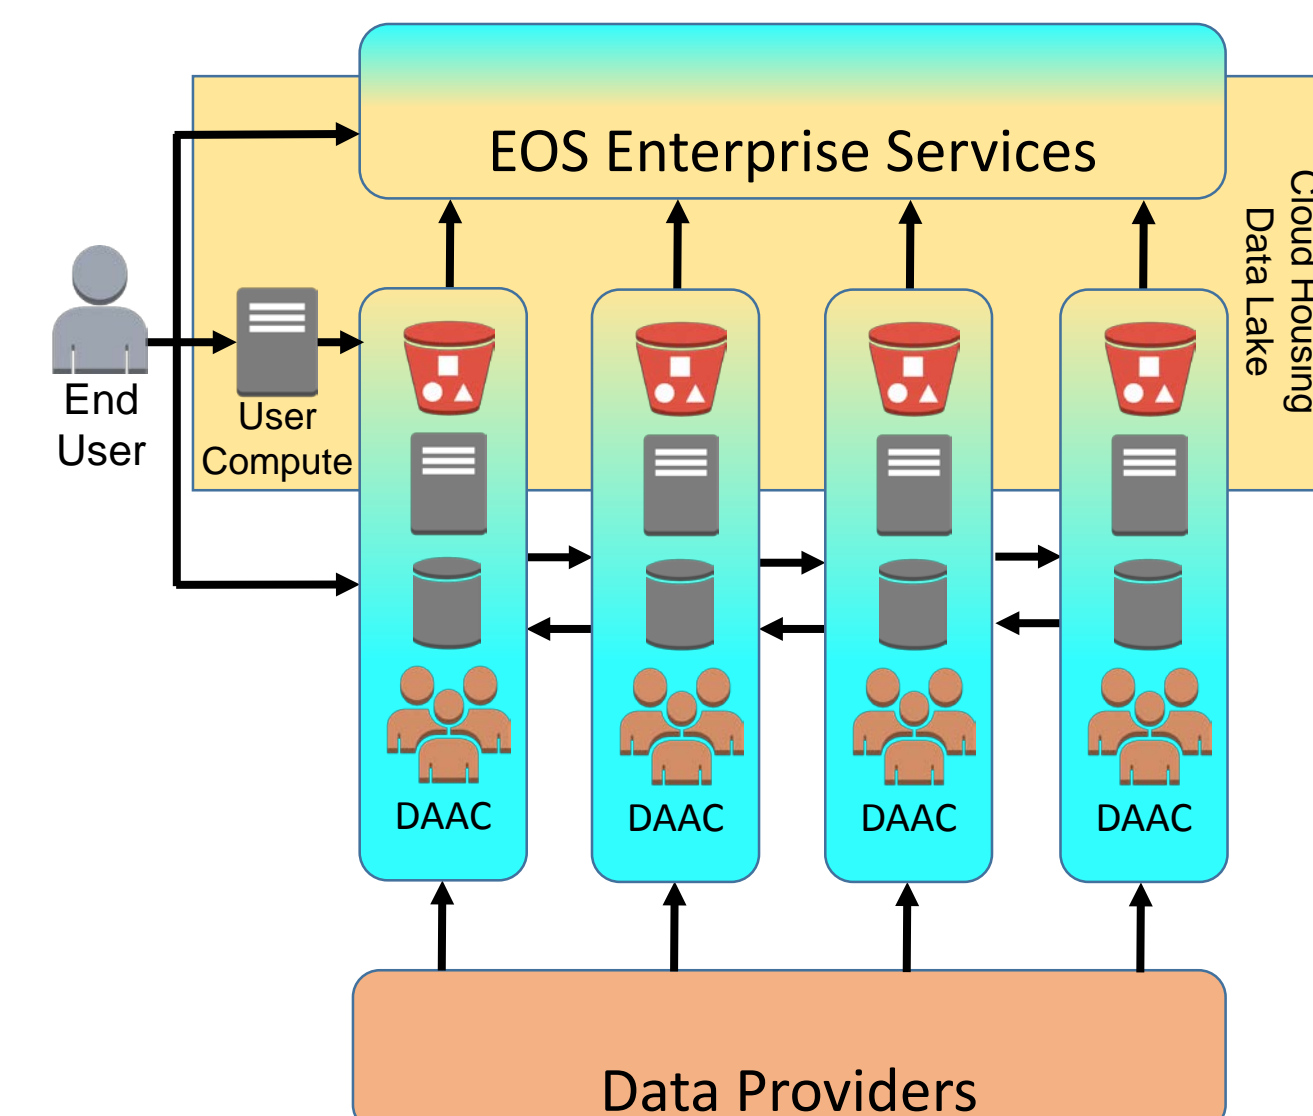 EOS Enterprise Services
Cloud Housing
Data Lake
End
User
User
Compute
DAAC
DAAC
DAAC
DAAC
Data Providers